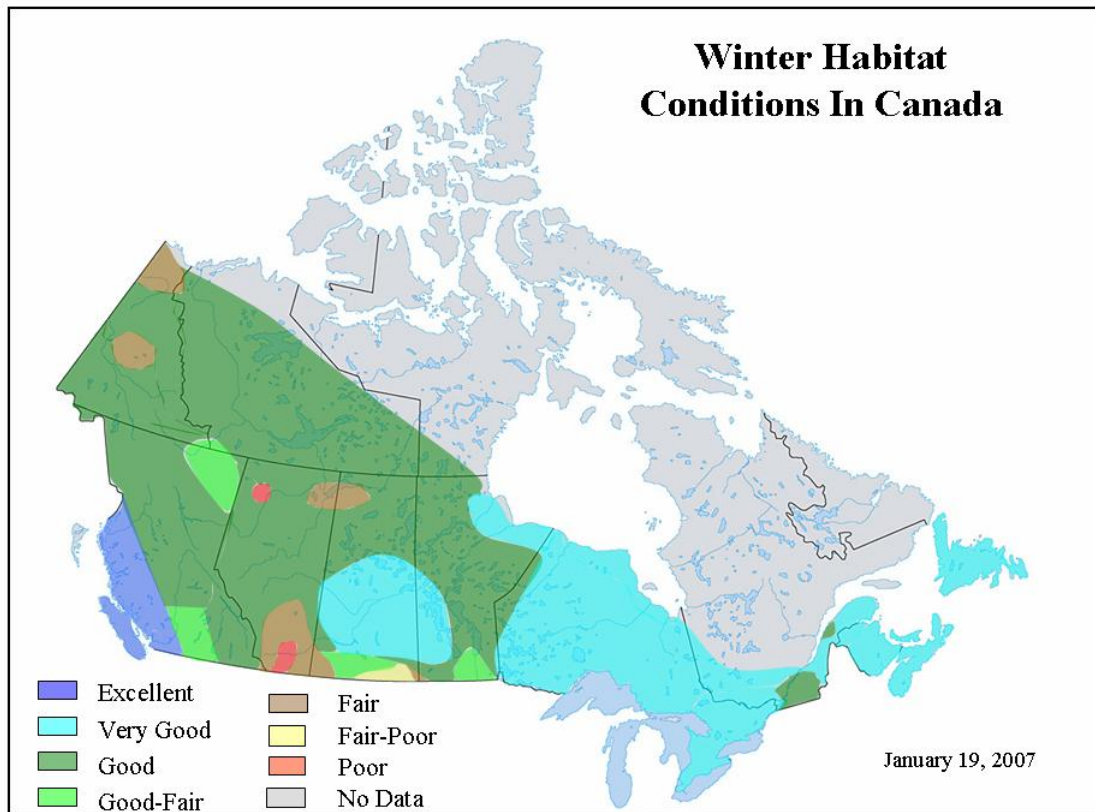 Winter Habitat
Conditions In Canada
Excellent
Very Good
Good
Good-Fair
Fair
Fair-Poor
Poor
No Data
January 19, 2007